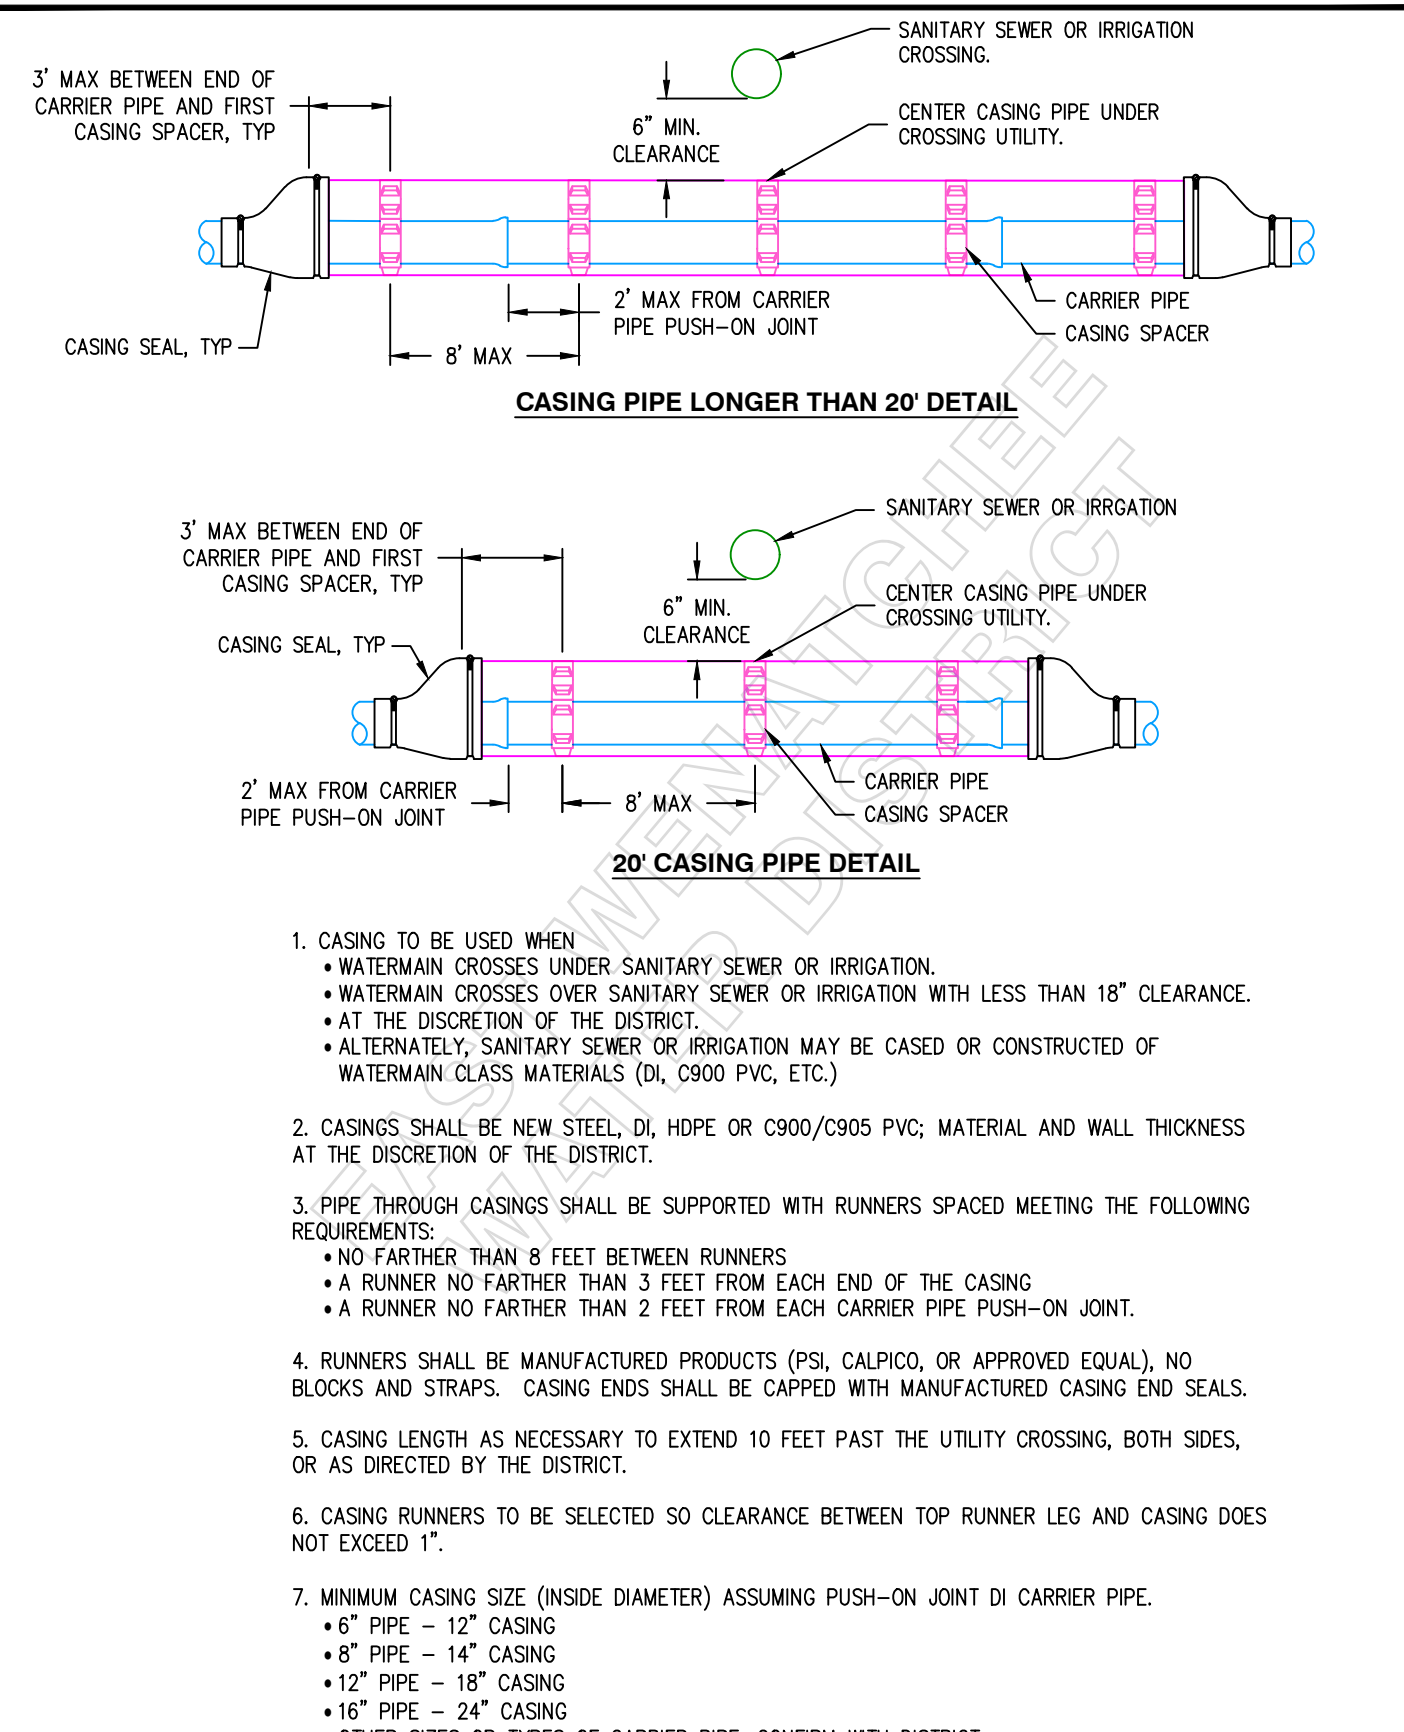 SANITARY SEWER OR IRRIGATION
CROSSING.
3' MAX BETWEEN END OF
CARRIER PIPE AND FIRST
CASING SPACER, TYP
6" MIN.
CLEARANCE
CENTER CASING PIPE UNDER
CROSSING UTILITY.
2' MAX FROM CARRIER
PIPE PUSH-ON JOINT
CARRIER PIPE
CASING SPACER
CASING SEAL, TYP
8' MAX
CASING PIPE LONGER THAN 20' DETAIL
SANITARY SEWER OR IRRGATION
3' MAX BETWEEN END OF
CARRIER PIPE AND FIRST
CASING SPACER, TYP
6" MIN.
CLEARANCE
CENTER CASING PIPE UNDER
CROSSING UTILITY.
CASING SEAL, TYP
2' MAX FROM CARRIER
PIPE PUSH-ON JOINT
8' MAX
CARRIER PIPE
CASING SPACER
20' CASING PIPE DETAIL
EAST WENATCHEE
WATER DISTRICT
1. CASING TO BE USED WHEN
• WATERMAIN CROSSES UNDER SANITARY SEWER OR IRRIGATION.
• WATERMAIN CROSSES OVER SANITARY SEWER OR IRRIGATION WITH LESS THAN 18" CLEARANCE.
• AT THE DISCRETION OF THE DISTRICT.
• ALTERNATELY, SANITARY SEWER OR IRRIGATION MAY BE CASED OR CONSTRUCTED OF
WATERMAIN CLASS MATERIALS (DI, C900 PVC, ETC.)
2. CASINGS SHALL BE NEW STEEL, DI, HDPE OR C900/C905 PVC; MATERIAL AND WALL THICKNESS
AT THE DISCRETION OF THE DISTRICT.
3. PIPE THROUGH CASINGS SHALL BE SUPPORTED WITH RUNNERS SPACED MEETING THE FOLLOWING
REQUIREMENTS:
• NO FARTHER THAN 8 FEET BETWEEN RUNNERS
• A RUNNER NO FARTHER THAN 3 FEET FROM EACH END OF THE CASING
• A RUNNER NO FARTHER THAN 2 FEET FROM EACH CARRIER PIPE PUSH-ON JOINT.
4. RUNNERS SHALL BE MANUFACTURED PRODUCTS (PSI, CALPICO, OR APPROVED EQUAL), NO
BLOCKS AND STRAPS. CASING ENDS SHALL BE CAPPED WITH MANUFACTURED CASING END SEALS.
5. CASING LENGTH AS NECESSARY TO EXTEND 10 FEET PAST THE UTILITY CROSSING, BOTH SIDES,
OR AS DIRECTED BY THE DISTRICT.
6. CASING RUNNERS TO BE SELECTED SO CLEARANCE BETWEEN TOP RUNNER LEG AND CASING DOES
NOT EXCEED 1".
7. MINIMUM CASING SIZE (INSIDE DIAMETER) ASSUMING PUSH-ON JOINT DI CARRIER PIPE.
• 6" PIPE – 12" CASING
• 8" PIPE – 14" CASING
• 12" PIPE – 18" CASING
• 16" PIPE – 24" CASING